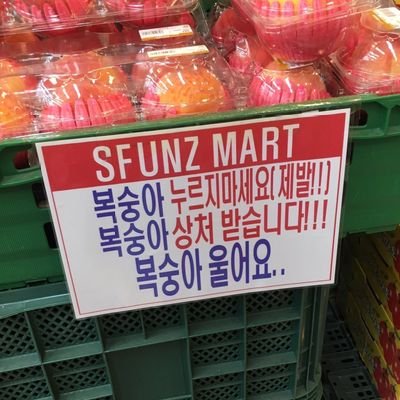 SFUNZ MART
복숭아 누르지마세요(제발!!)
복숭아 상처 받습니다!!!
복숭아 울어요..